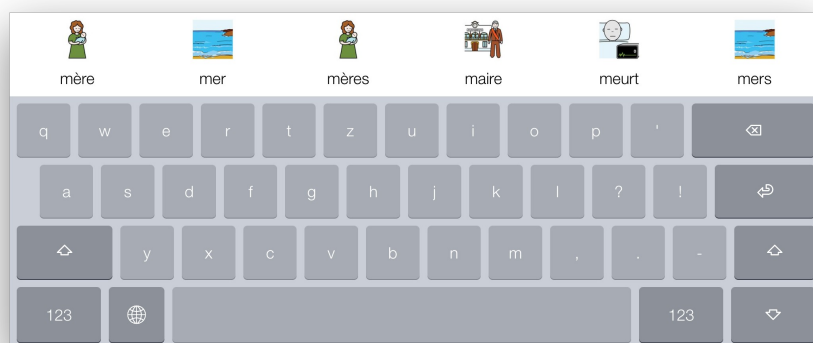 mère mer mères maire meurt mers
q w e r t z u i o p '
a s d f g h j k l ? !
y x c v b n m , . -
123 123